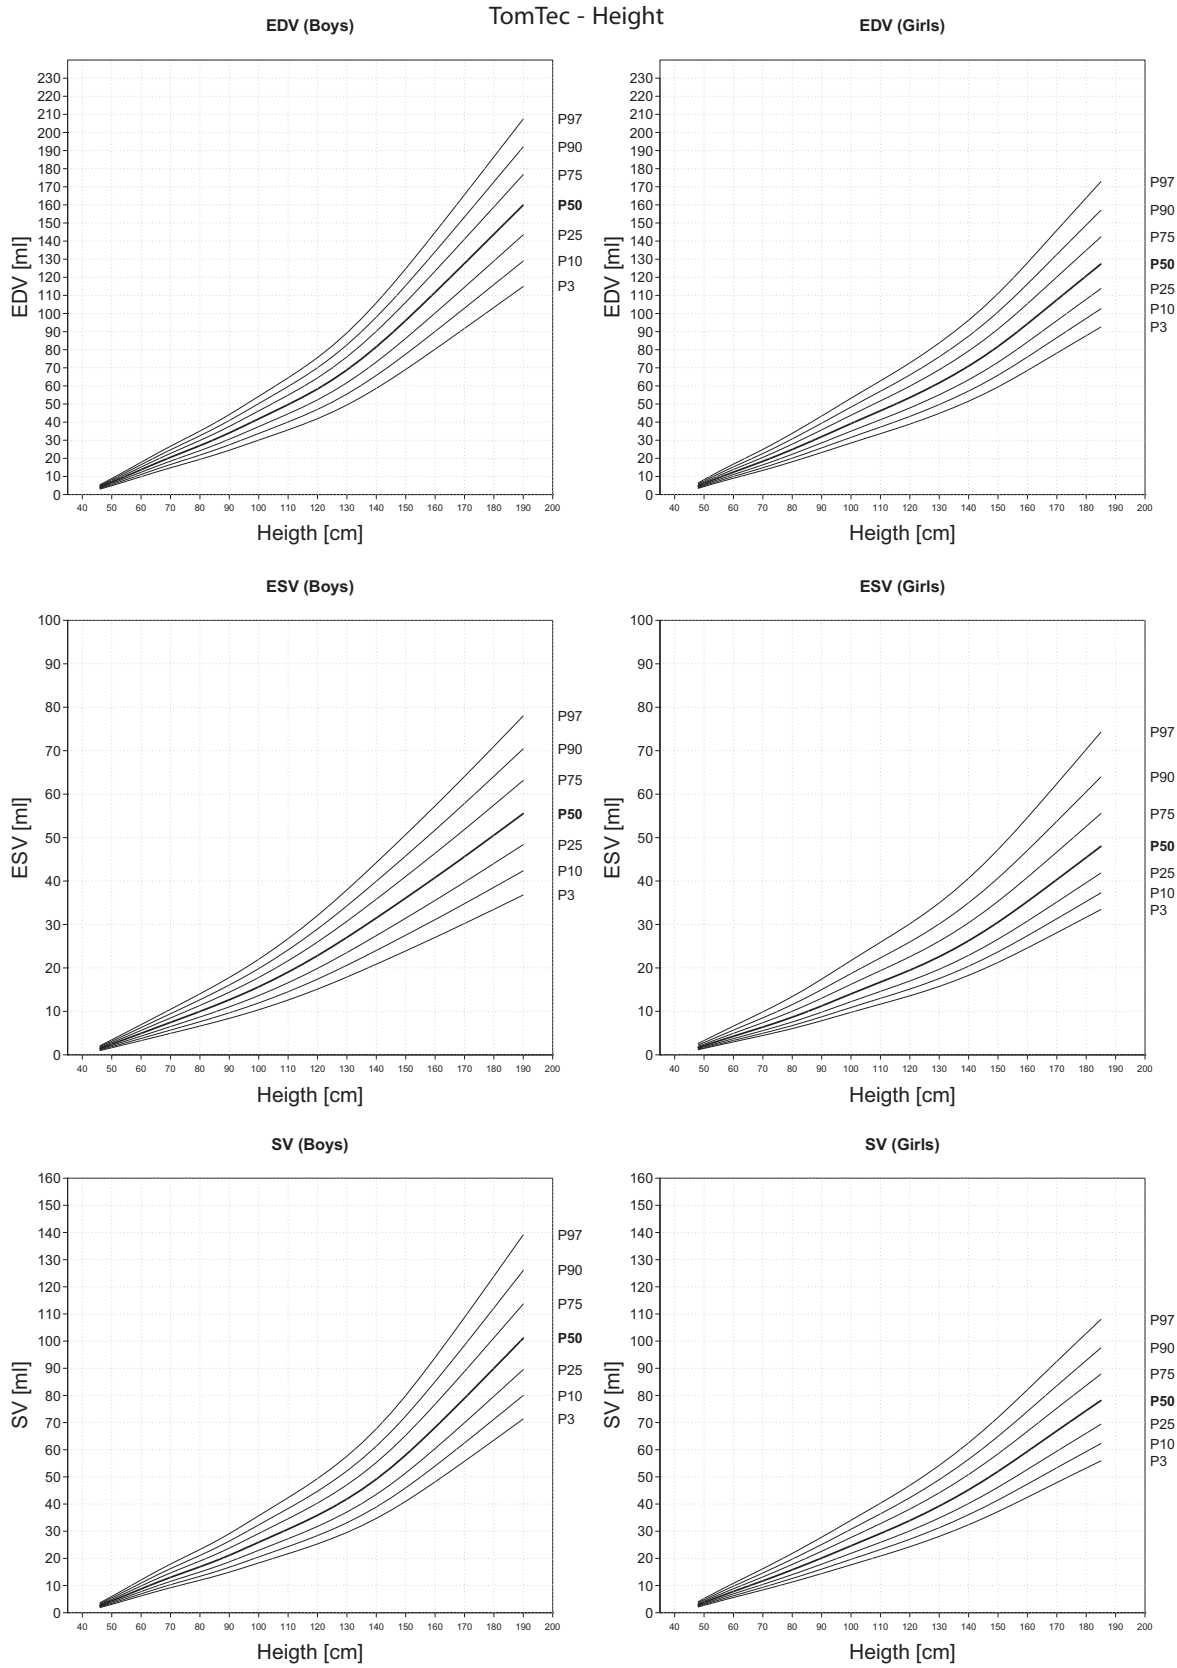 TomTec - Height
EDV (Boys)
EDV [ml]
230
220
210
200
190
180
170
160
150
140
130
120
110
100
90
80
70
60
50
40
30
20
10
0
P97
P90
P75
P50
P25
P10
P3
40 50 60 70 80 90 100 110 120 130 140 150 160 170 180 190 200
Heigth [cm]
EDV (Girls)
EDV [ml]
230
220
210
200
190
180
170
160
150
140
130
120
110
100
90
80
70
60
50
40
30
20
10
0
P97
P90
P75
P50
P25
P10
P3
40 50 60 70 80 90 100 110 120 130 140 150 160 170 180 190 200
Heigth [cm]
ESV (Boys)
ESV [ml]
100
90
80
70
60
50
40
30
20
10
0
P97
P90
P75
P50
P25
P10
P3
40 50 60 70 80 90 100 110 120 130 140 150 160 170 180 190 200
Heigth [cm]
ESV (Girls)
ESV [ml]
100
90
80
70
60
50
40
30
20
10
0
P97
P90
P75
P50
P25
P10
P3
40 50 60 70 80 90 100 110 120 130 140 150 160 170 180 190 200
Heigth [cm]
SV (Boys)
SV [ml]
160
150
140
130
120
110
100
90
80
70
60
50
40
30
20
10
0
P97
P90
P75
P50
P25
P10
P3
40 50 60 70 80 90 100 110 120 130 140 150 160 170 180 190 200
Heigth [cm]
SV (Girls)
SV [ml]
160
150
140
130
120
110
100
90
80
70
60
50
40
30
20
10
0
P97
P90
P75
P50
P25
P10
P3
40 50 60 70 80 90 100 110 120 130 140 150 160 170 180 190 200
Heigth [cm]